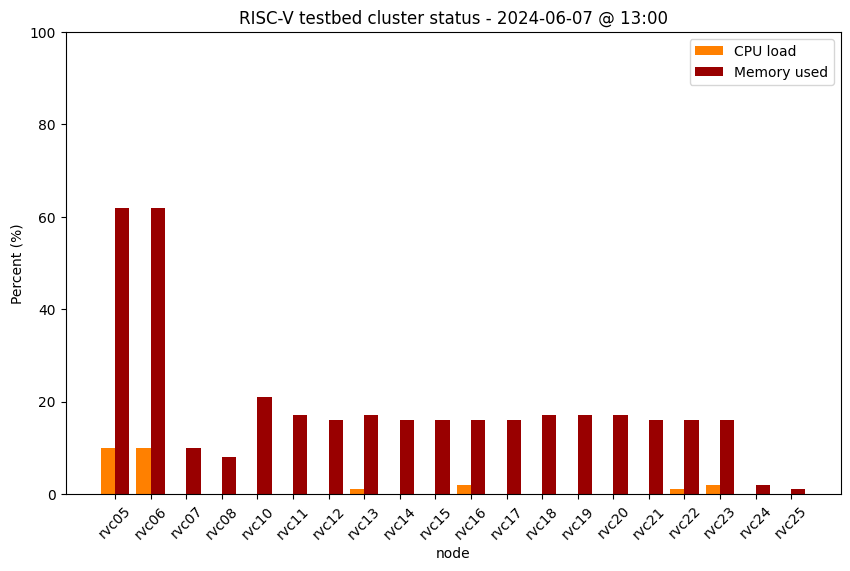 RISC-V testbed cluster status - 2024-06-07 @ 13:00
CPU load
Memory used
Percent (%)
100
80
60
40
20
0
rvc05
rvc06
rvc07
rvc08
rvc10
rvc11
rvc12
rvc13
rvc14
rvc15
rvc16
rvc17
rvc18
rvc19
rvc20
rvc21
rvc22
rvc23
rvc24
rvc25
node